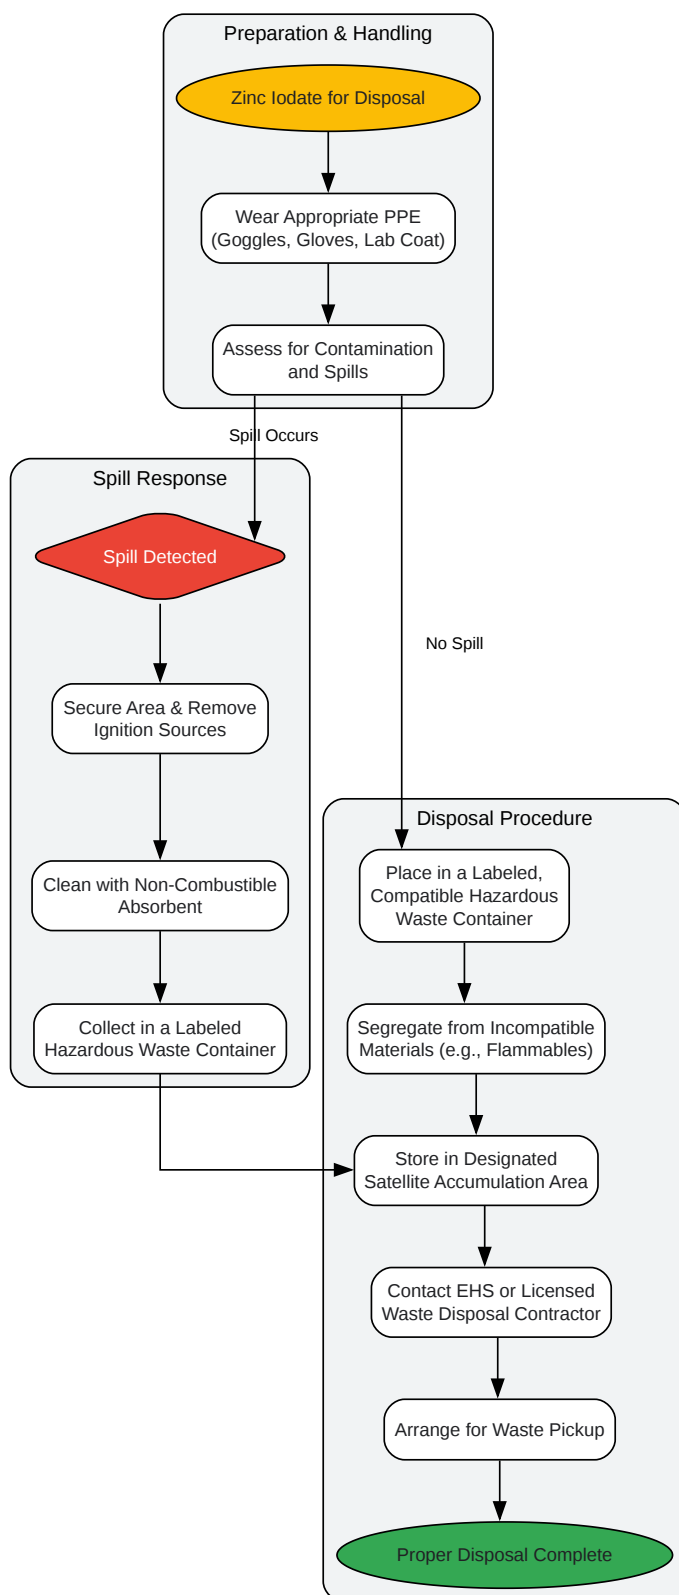 Preparation & Handling
Zinc Iodate for Disposal
Wear Appropriate PPE
(Goggles, Gloves, Lab Coat)
Assess for Contamination
and Spills
Spill Occurs
Spill Response
Spill Detected
No Spill
Secure Area & Remove
Ignition Sources
Clean with Non-Combustible
Absorbent
Collect in a Labeled
Hazardous Waste Container
Disposal Procedure
Place in a Labeled,
Compatible Hazardous
Waste Container
Segregate from Incompatible
Materials (e.g., Flammables)
Store in Designated
Satellite Accumulation Area
Contact EHS or Licensed
Waste Disposal Contractor
Arrange for Waste Pickup
Proper Disposal Complete